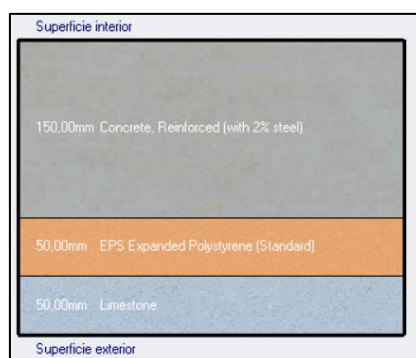 Superficie interior
150,00mm Concrete, Reinforced (with 2% steel)
50,00mm EPS Expanded Polystyrene (Standard)
50,00mm Limestone
Superficie exterior